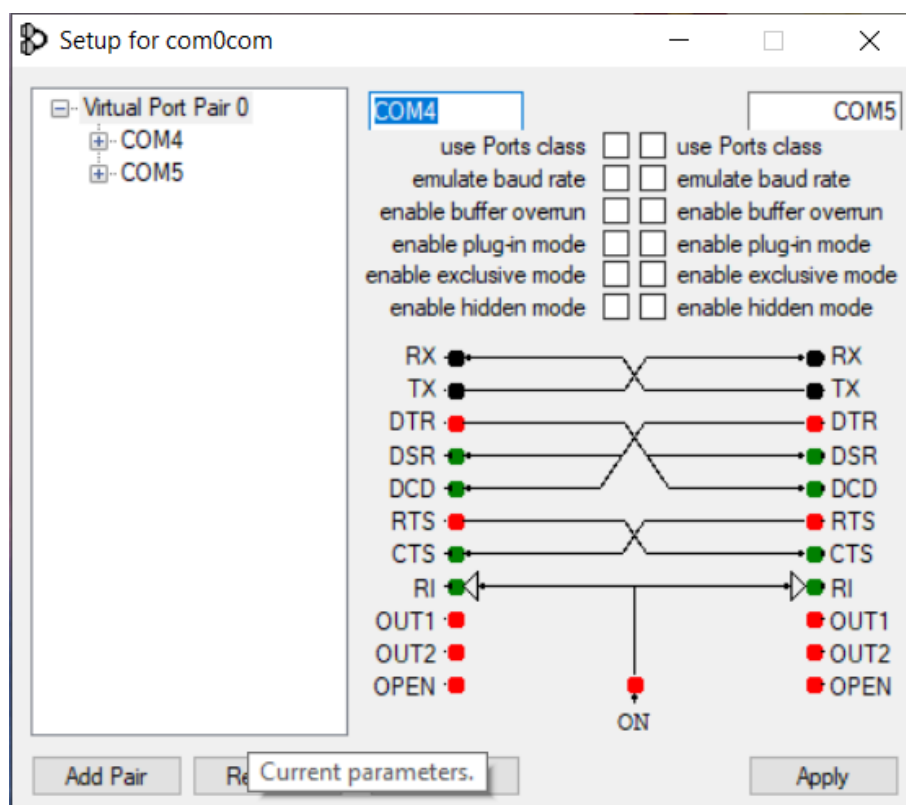 Setup for com0com
Virtual Port Pair 0
COM4
COM5
COM4 COM5
use Ports class use Ports class
emulate baud rate emulate baud rate
enable buffer overrun enable buffer overrun
enable plug-in mode enable plug-in mode
enable exclusive mode enable exclusive mode
enable hidden mode enable hidden mode
RX RX
TX TX
DTR DTR
DSR DSR
DCD DCD
RTS RTS
CTS CTS
RI RI
OUT1 OUT1
OUT2 OUT2
OPEN OPEN
ON
Add Pair Current parameters. Apply